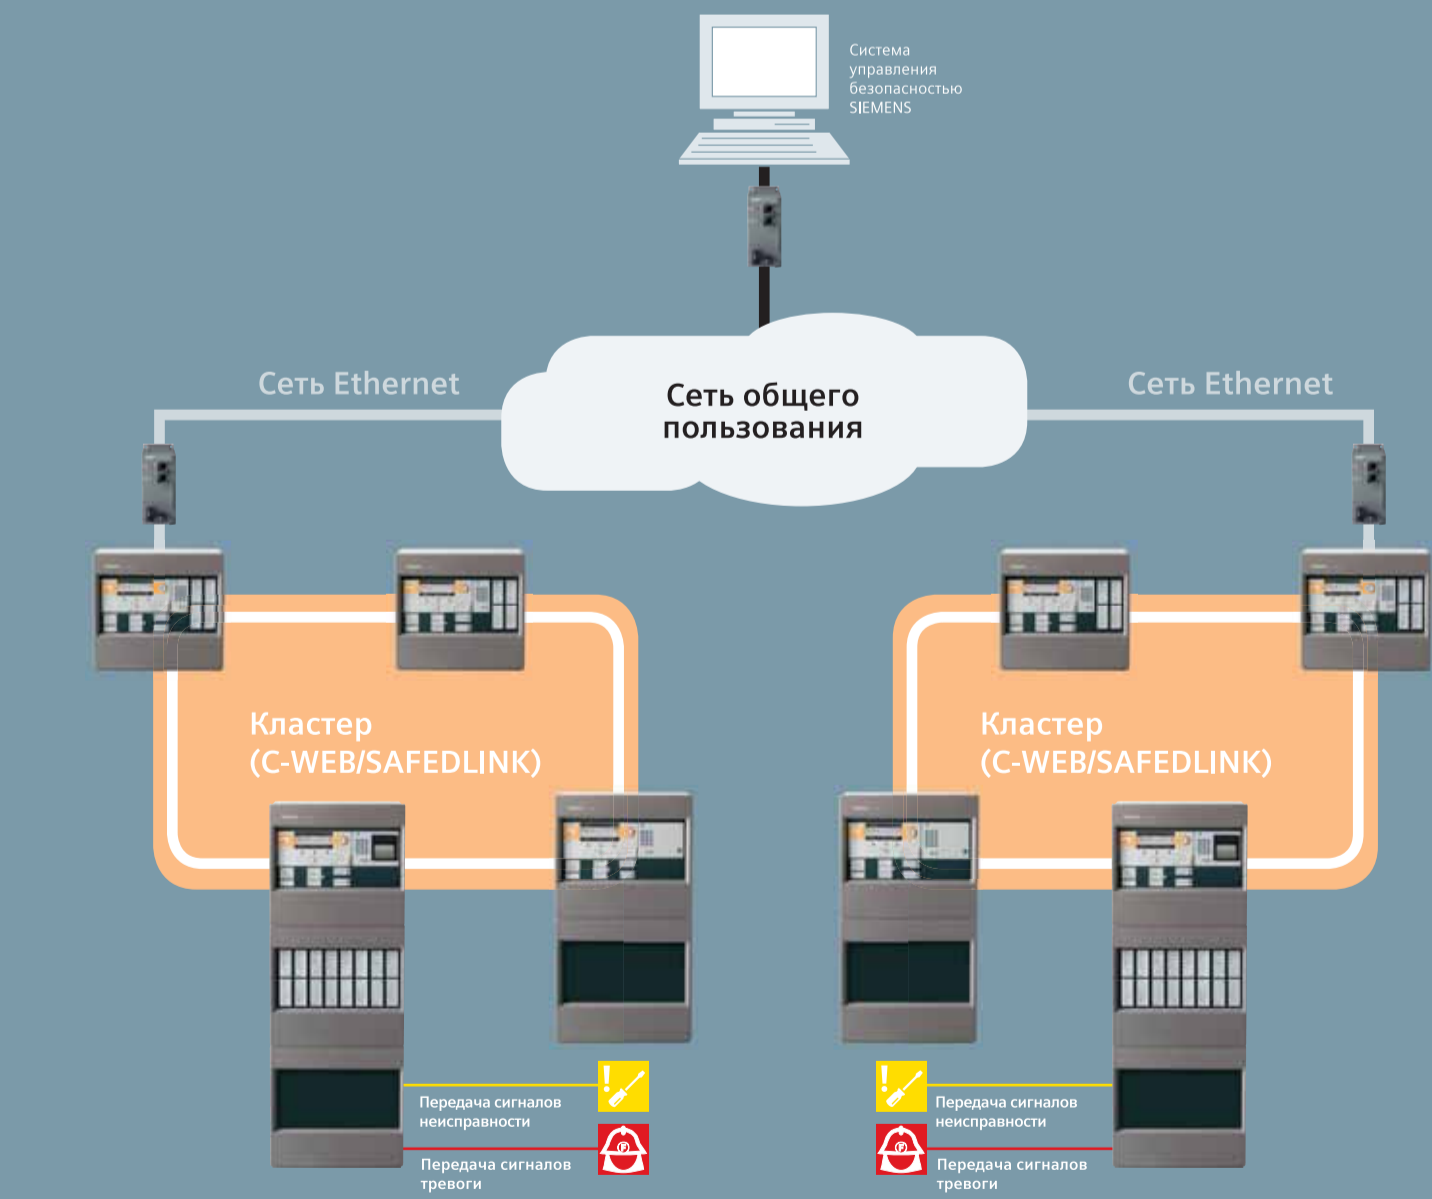 Система
управления
безопасностью
SIEMENS
Сеть Ethernet
Сеть общего
пользования
Сеть Ethernet
Кластер
(C-WEB/SAFEDLINK)
Кластер
(C-WEB/SAFEDLINK)
Передача сигналов
неисправности
Передача сигналов
тревоги
Передача сигналов
неисправности
Передача сигналов
тревоги